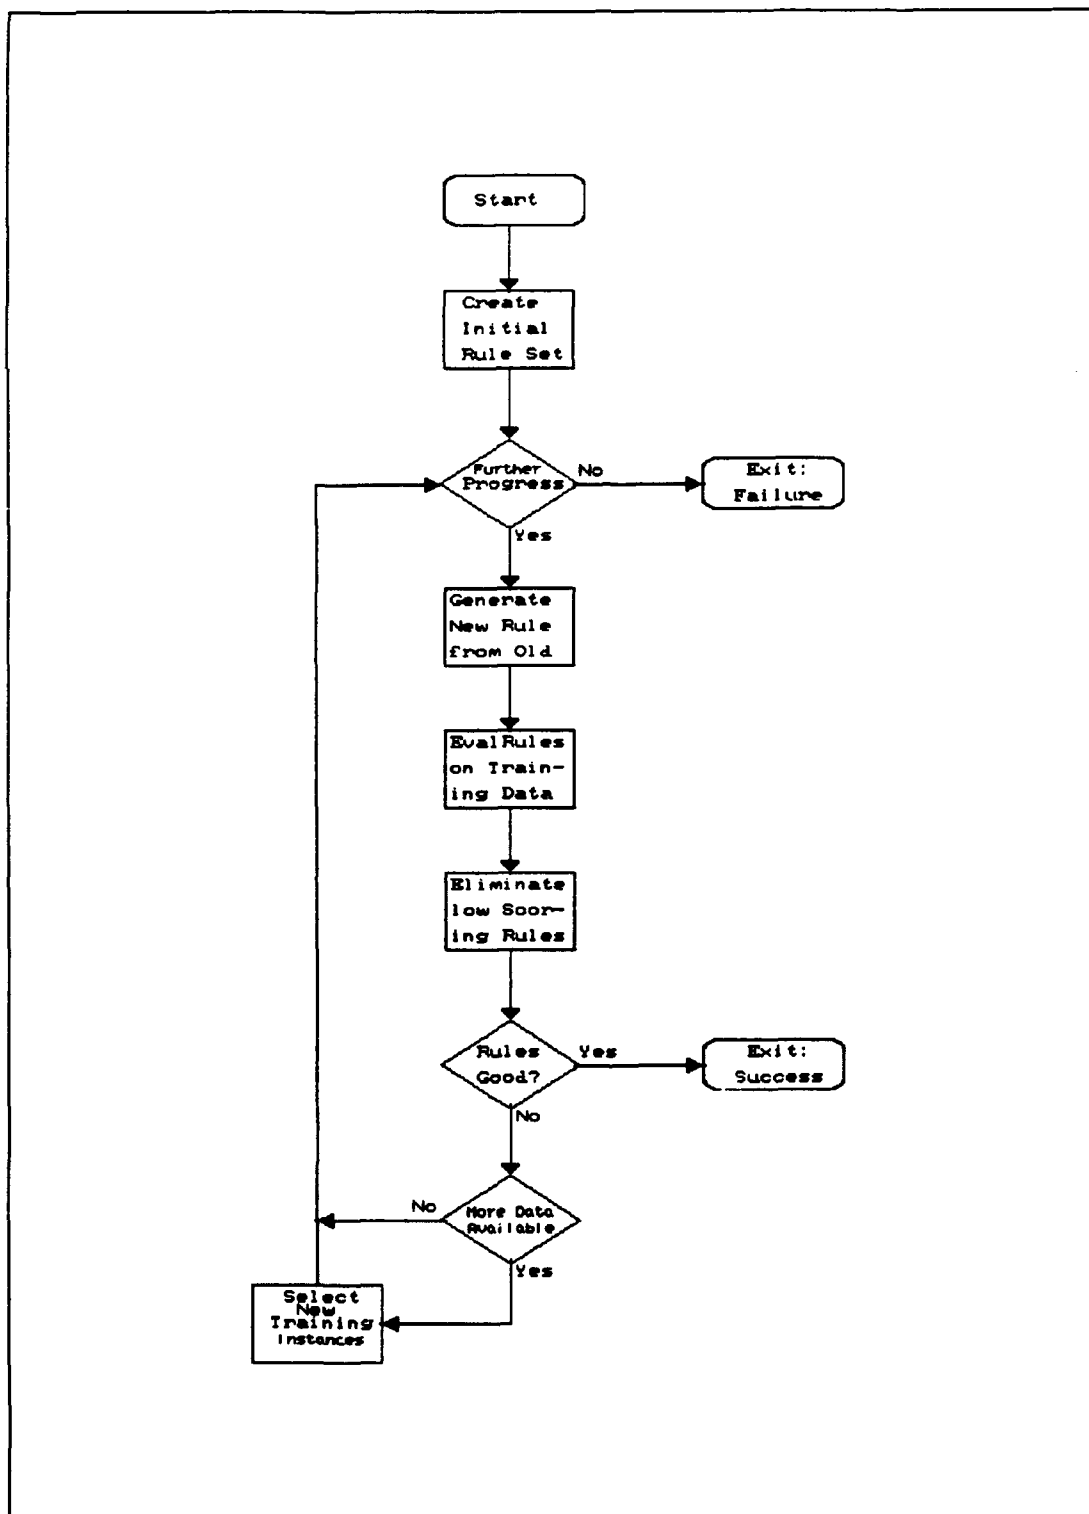 Start
Create
Initial
Rule Set
Further
Progress
No
Exit:
Failure
Yes
Generate
New Rule
from Old
EvalRules
on Train-
ing Data
Eliminate
low Scor-
ing Rules
Rules
Good?
Yes
Exit:
Success
No
More Data
Available
No
Yes
Select
New
Training
Instances